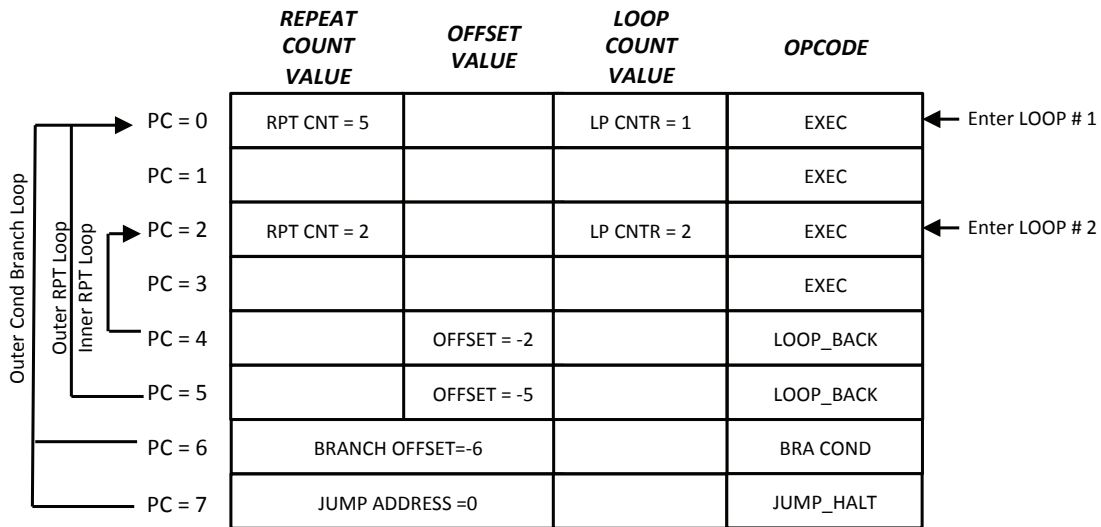 REPEAT COUNT VALUE OFFSET VALUE LOOP COUNT VALUE OPCODE
PC = 0 RPT CNT = 5 LP CNTR = 1 EXEC Enter LOOP # 1
PC = 1 EXEC
PC = 2 RPT CNT = 2 LP CNTR = 2 EXEC Enter LOOP # 2
PC = 3 EXEC
PC = 4 OFFSET = -2 LOOP_BACK
PC = 5 OFFSET = -5 LOOP_BACK
PC = 6 BRANCH OFFSET=-6 BRA COND
PC = 7 JUMP ADDRESS =0 JUMP_HALT
Outer Cond Branch Loop
Outer RPT Loop
Inner RPT Loop